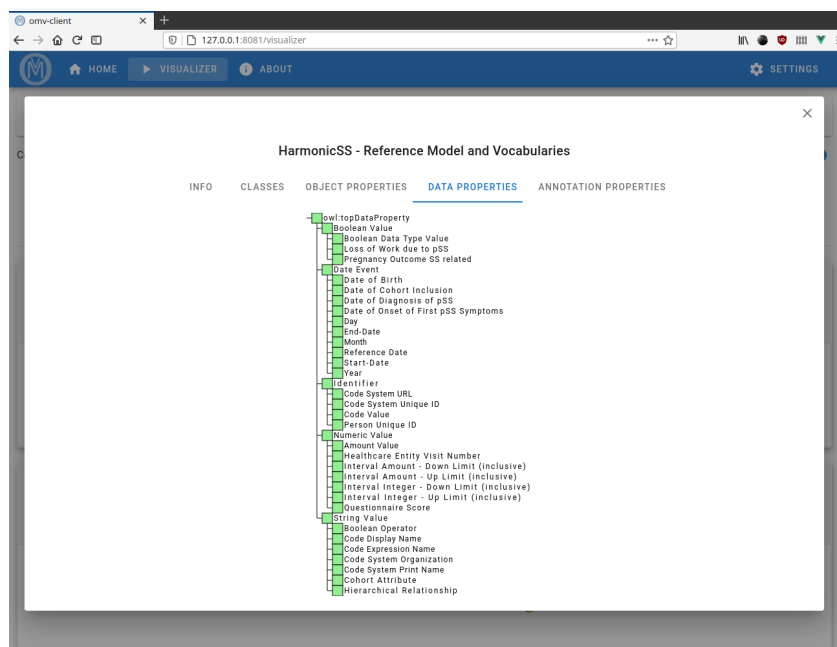 omv-client
127.0.0.1:8081/visualizer
HOME
VISUALIZER
ABOUT
SETTINGS
HarmonicSS - Reference Model and Vocabularies
INFO
CLASSES
OBJECT PROPERTIES
DATA PROPERTIES
ANNOTATION PROPERTIES
owl:topDataProperty
Boolean Value
Boolean Data Type Value
Loss of Work due to pSS
Pregnancy Outcome SS related
Date Event
Date of Birth
Date of Cohort Inclusion
Date of Diagnosis of pSS
Date of Onset of First pSS Symptoms
Day
End-Date
Month
Reference Date
Start-Date
Year
Identifier
Code System URL
Code System Unique ID
Code Value
Person Unique ID
Numeric Value
Amount Value
Healthcare Entity Visit Number
Interval Amount - Down Limit (inclusive)
Interval Amount - Up Limit (inclusive)
Interval Integer - Down Limit (inclusive)
Interval Integer - Up Limit (inclusive)
Questionnaire Score
String Value
Boolean Operator
Code Display Name
Code Expression Name
Code System Organization
Code System Print Name
Cohort Attribute
Hierarchical Relationship